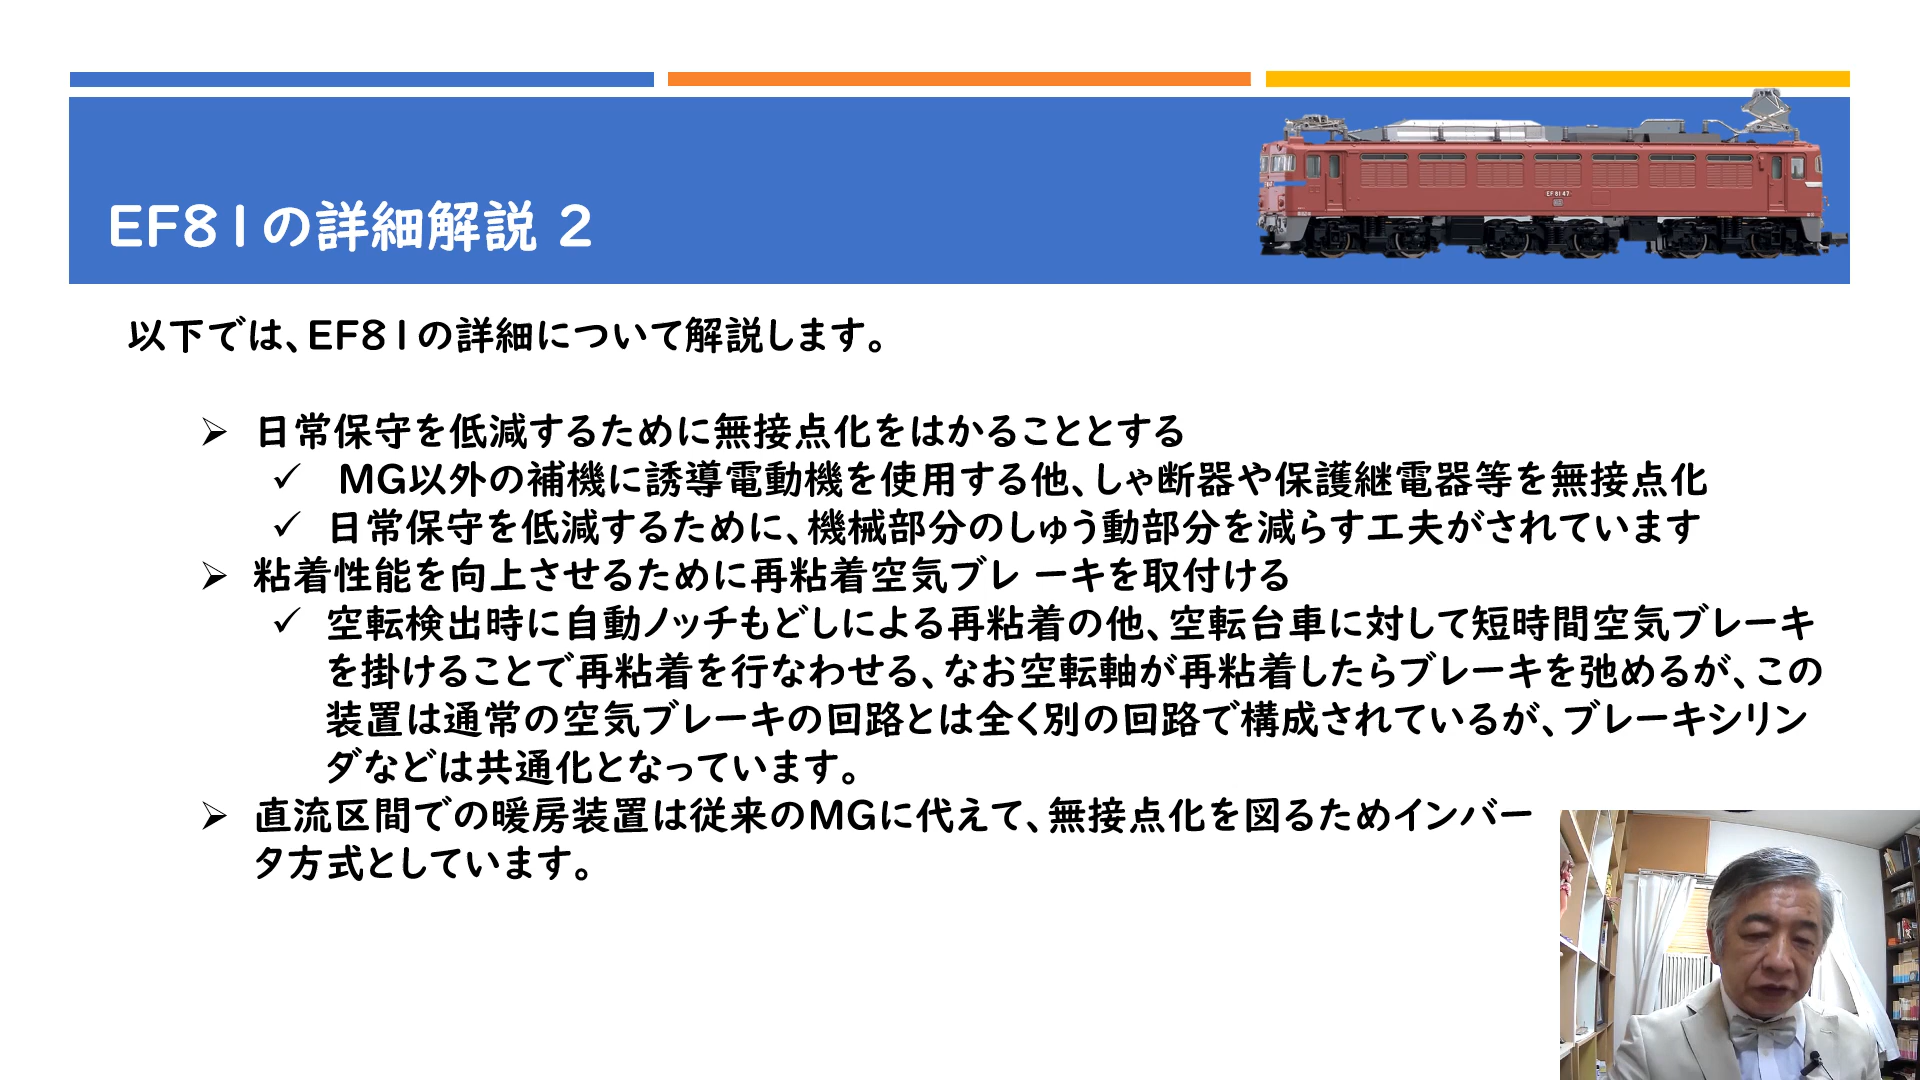 EF81の詳細解説 2
EF 81 47
以下では、EF81の詳細について解説します。
➢ 日常保守を低減するために無接点化をはかることとする
✓ MG以外の補機に誘導電動機を使用する他、しゃ断器や保護継電器等を無接点化
✓ 日常保守を低減するために、機械部分のしゅう動部分を減らす工夫がされています
➢ 粘着性能を向上させるために再粘着空気ブレ ーキを取付ける
✓ 空転検出時に自動ノッチもどしによる再粘着の他、空転台車に対して短時間空気ブレーキ
を掛けることで再粘着を行なわせる、なお空転軸が再粘着したらブレーキを弛めるが、この
装置は通常の空気ブレーキの回路とは全く別の回路で構成されているが、ブレーキシリン
ダなどは共通化となっています。
➢ 直流区間での暖房装置は従来のMGに代えて、無接点化を図るためインバー
タ方式としています。